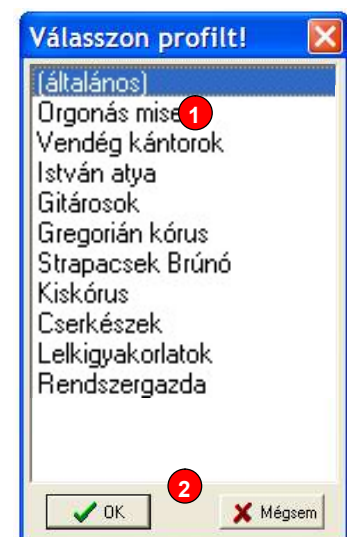 Válasszon profilt!
(általános)
Orgonás mise 1
Vendég kántorok
István atya
Gitárosok
Gregorián kórus
Strapacsek Brúnó
Kiskórus
Cserkészek
Lelkigyakorlatok
Rendszergazda
2
OK Mégsem